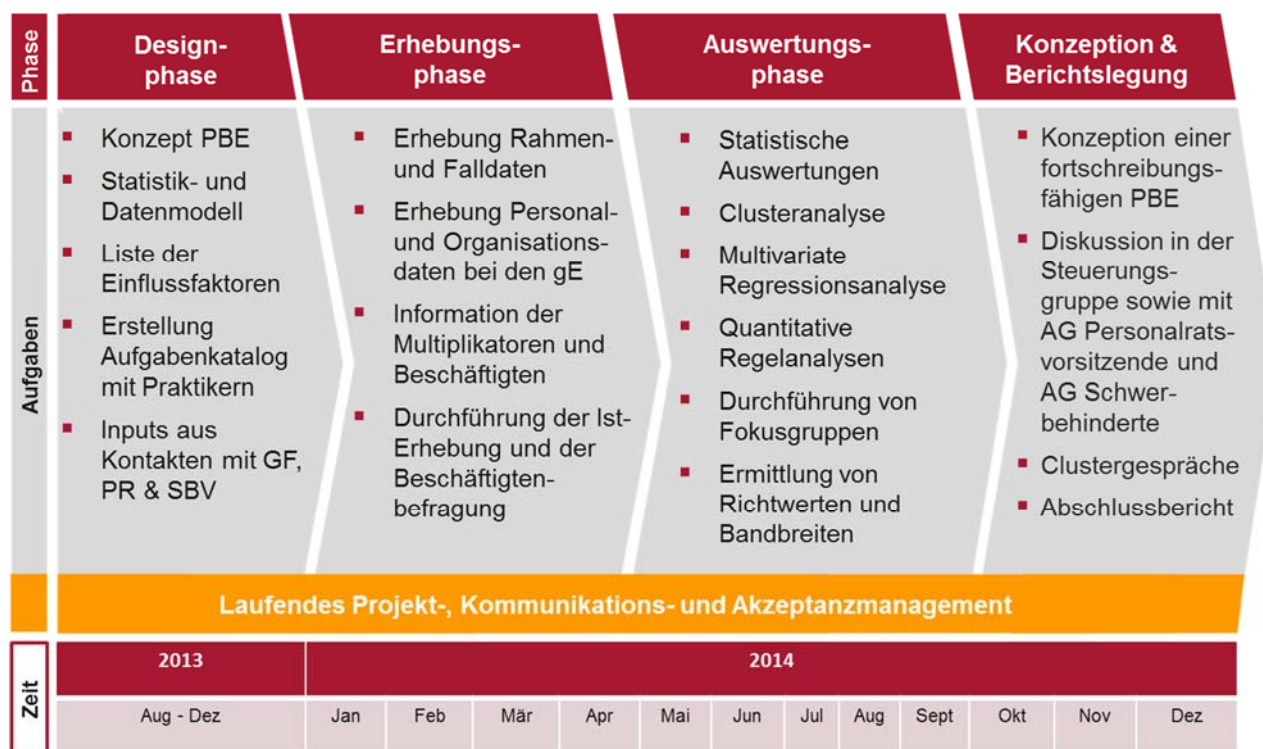 Phase
Design-
phase
Erhebungs-
phase
Auswertungs-
phase
Konzeption &
Berichtslegung
Aufgaben
▪ Konzept PBE
▪ Statistik- und
Datenmodell
▪ Liste der
Einflussfaktoren
▪ Erstellung
Aufgabenkatalog
mit Praktikern
▪ Inputs aus
Kontakten mit GF,
PR & SBV
▪ Erhebung Rahmen-
und Falldaten
▪ Erhebung Personal-
und Organisations-
daten bei den gE
▪ Information der
Multiplikatoren und
Beschäftigten
▪ Durchführung der Ist-
Erhebung und der
Beschäftigten-
befragung
▪ Statistische
Auswertungen
▪ Clusteranalyse
▪ Multivariate
Regressionsanalyse
▪ Quantitative
Regelanalysen
▪ Durchführung von
Fokusgruppen
▪ Ermittlung von
Richtwerten und
Bandbreiten
▪ Konzeption einer
fortschreibungs-
fähigen PBE
▪ Diskussion in der
Steuerungs-
gruppe sowie mit
AG Personalrats-
vorsitzende und
AG Schwer-
behinderte
▪ Clustergespräche
▪ Abschlussbericht
Laufendes Projekt-, Kommunikations- und Akzeptanzmanagement
Zeit
2013
2014
Aug - Dez
Jan
Feb
Mär
Apr
Mai
Jun
Jul
Aug
Sept
Okt
Nov
Dez